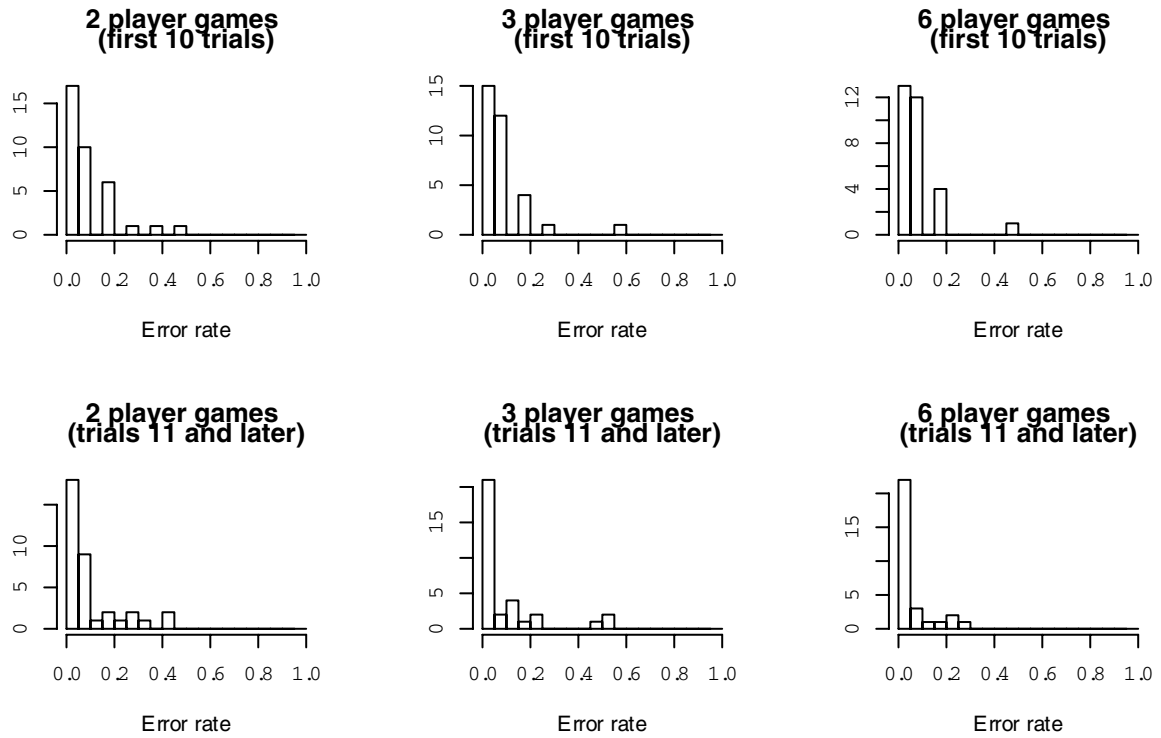 2 player games
(first 10 trials)
3 player games
(first 10 trials)
6 player games
(first 10 trials)
0 5 10 15
0 5 10 15
0 4 8 12
0.0 0.2 0.4 0.6 0.8 1.0
0.0 0.2 0.4 0.6 0.8 1.0
0.0 0.2 0.4 0.6 0.8 1.0
Error rate
Error rate
Error rate
2 player games
(trials 11 and later)
3 player games
(trials 11 and later)
6 player games
(trials 11 and later)
0 5 10
0 5 15
0 5 15
0.0 0.2 0.4 0.6 0.8 1.0
0.0 0.2 0.4 0.6 0.8 1.0
0.0 0.2 0.4 0.6 0.8 1.0
Error rate
Error rate
Error rate